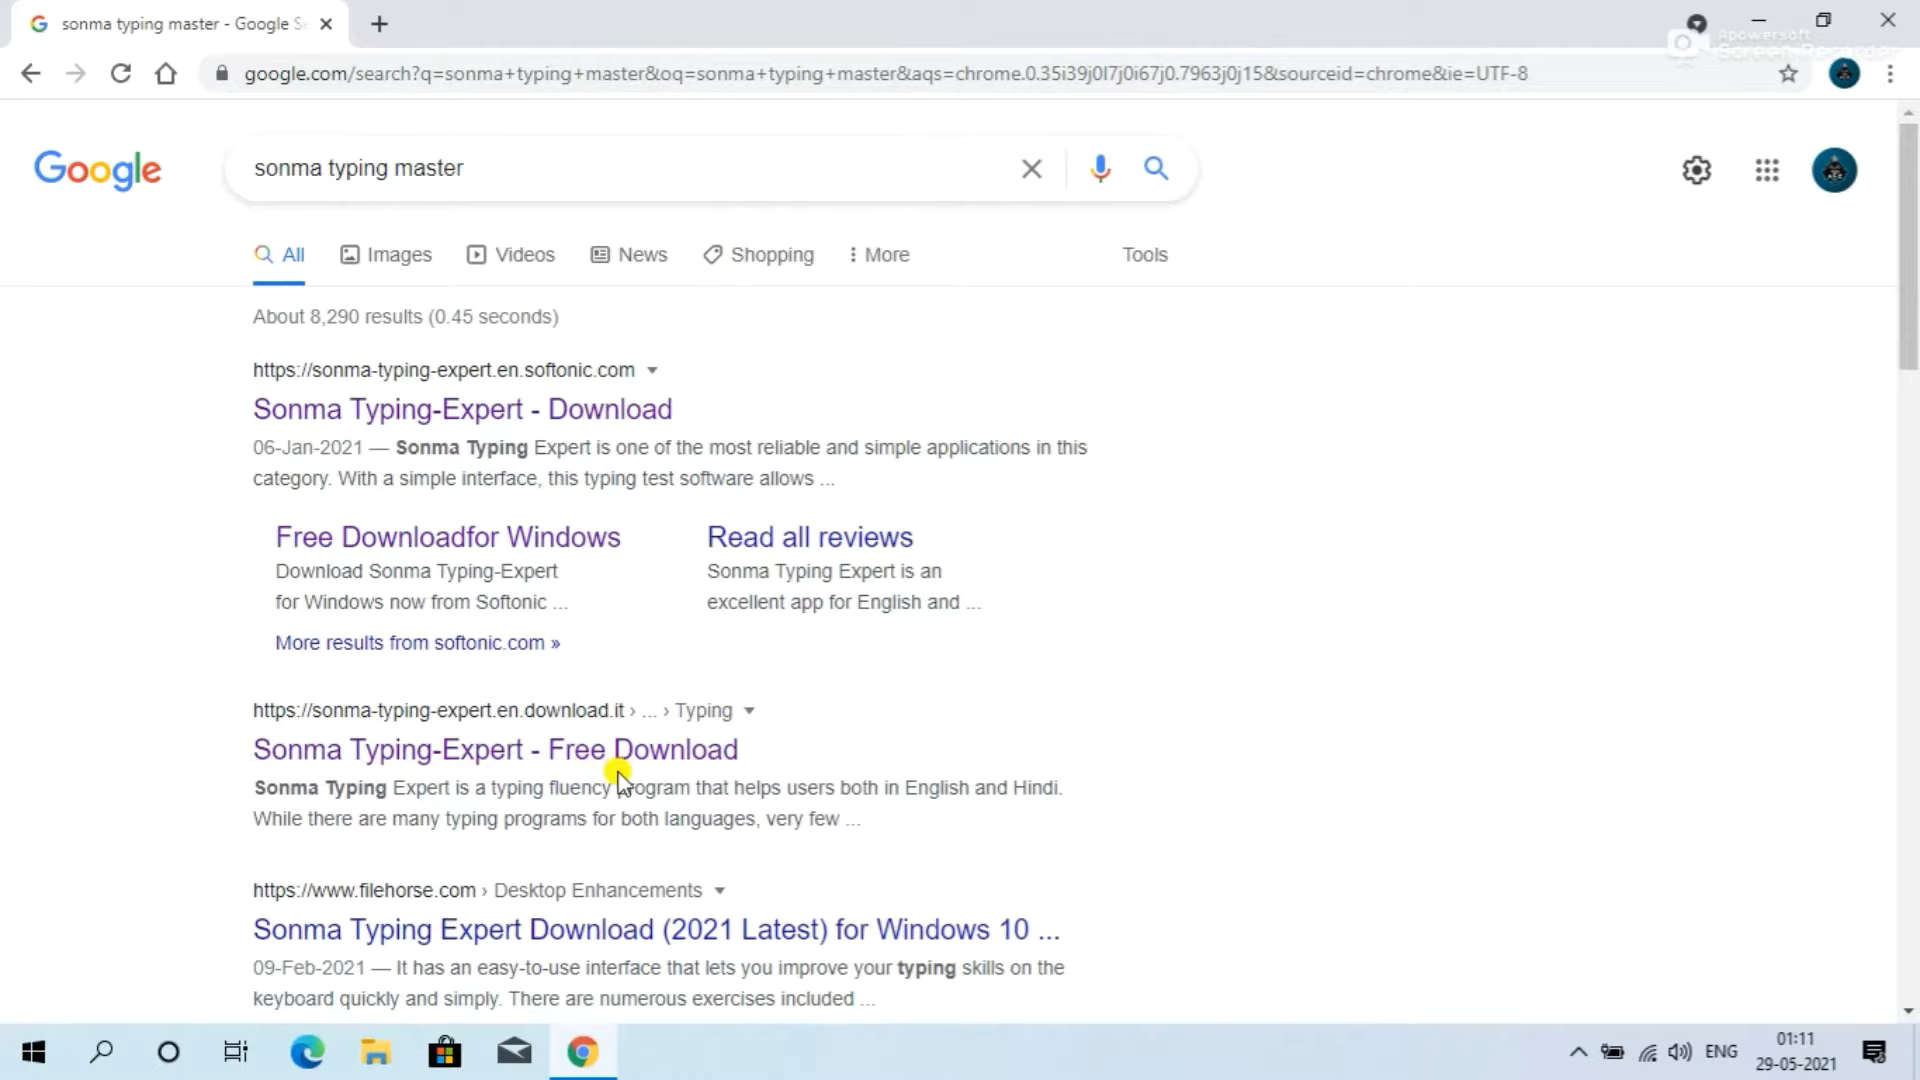 sonma typing master - Google S
Apowersoft
Screen Recorder
google.com/search?q=sonma+typing+master&oq=sonma+typing+master&aqs=chrome.0.35i39j0l7j0i67j0.7963j0j15&sourceid=chrome&ie=UTF-8
Google
sonma typing master
All Images Videos News Shopping More Tools
About 8,290 results (0.45 seconds)
https://sonma-typing-expert.en.softonic.com
Sonma Typing-Expert - Download
06-Jan-2021 — Sonma Typing Expert is one of the most reliable and simple applications in this
category. With a simple interface, this typing test software allows ...
Free Downloadfor Windows Read all reviews
Download Sonma Typing-Expert Sonma Typing Expert is an
for Windows now from Softonic ... excellent app for English and ...
More results from softonic.com »
https://sonma-typing-expert.en.download.it › ... › Typing
Sonma Typing-Expert - Free Download
Sonma Typing Expert is a typing fluency program that helps users both in English and Hindi.
While there are many typing programs for both languages, very few ...
https://www.filehorse.com › Desktop Enhancements
Sonma Typing Expert Download (2021 Latest) for Windows 10 ...
09-Feb-2021 — It has an easy-to-use interface that lets you improve your typing skills on the
keyboard quickly and simply. There are numerous exercises included ...
ENG 01:11
29-05-2021